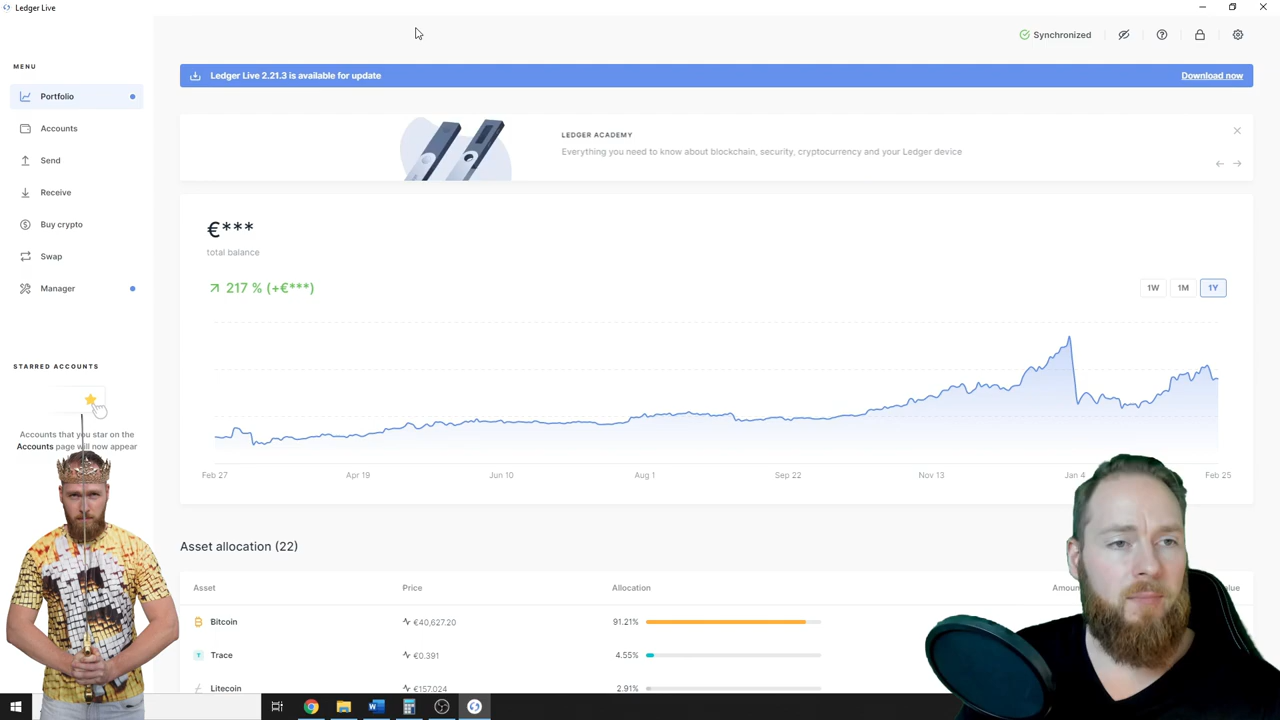 Ledger Live
Synchronized
MENU
Portfolio
Accounts
Send
Receive
Buy crypto
Swap
Manager
STARRED ACCOUNTS
Accounts that you star on the
Accounts page will now appear
Ledger Live 2.21.3 is available for update
Download now
LEDGER ACADEMY
Everything you need to know about blockchain, security, cryptocurrency and your Ledger device
€***
total balance
217 % (+€***)
1W
1M
1Y
Feb 27
Apr 19
Jun 10
Aug 1
Sep 22
Nov 13
Jan 4
Feb 25
Asset allocation (22)
Asset
Price
Allocation
Bitcoin
€40,627.20
91.21%
Trace
€0.391
4.55%
Litecoin
€157.024
2.91%